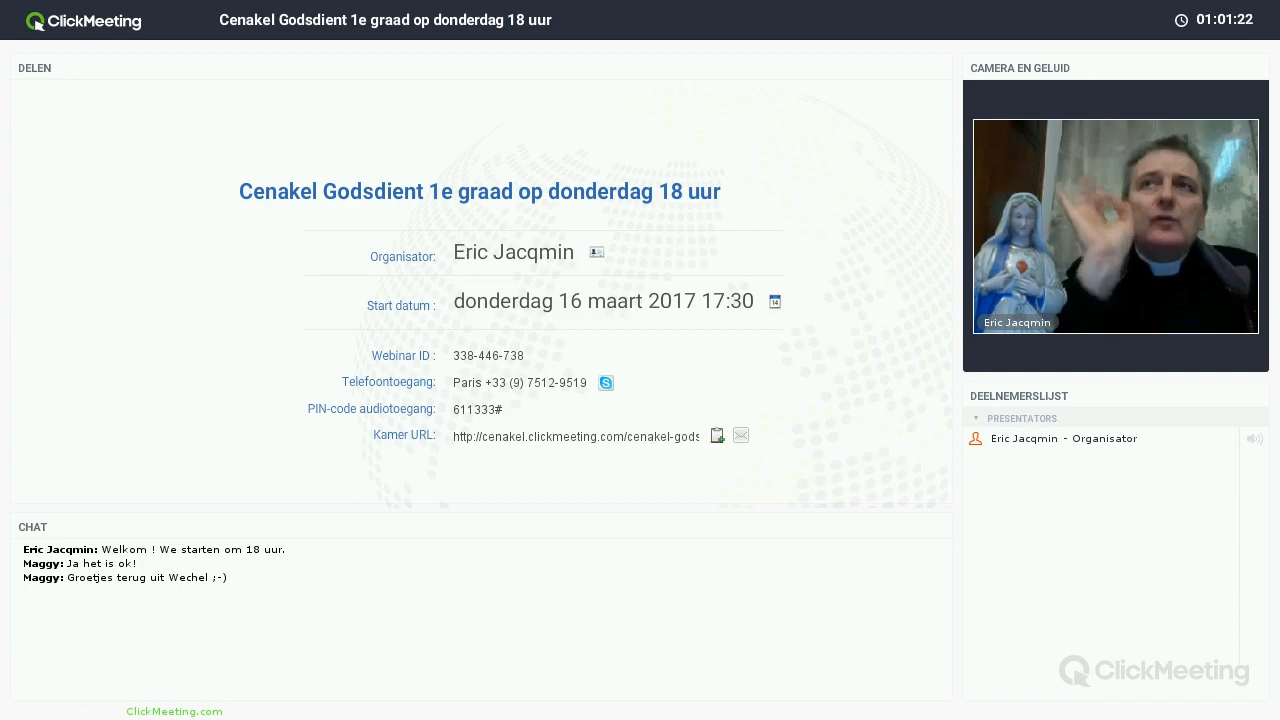 ClickMeeting
Cenakel Godsdient 1e graad op donderdag 18 uur
01:01:22
DELEN
Cenakel Godsdient 1e graad op donderdag 18 uur
Organisator: Eric Jacqmin
Start datum : donderdag 16 maart 2017 17:30
14
Webinar ID : 338-446-738
Telefoontoegang: Paris +33 (9) 7512-9519
PIN-code audiotoegang: 611333#
Kamer URL: http://cenakel.clickmeeting.com/cenakel-gods
CHAT
Eric Jacqmin: Welkom ! We starten om 18 uur.
Maggy: Ja het is ok!
Maggy: Groetjes terug uit Wechel ;-)
CAMERA EN GELUID
Eric Jacqmin
DEELNEMERSLIJST
PRESENTATORS
Eric Jacqmin - Organisator
ClickMeeting
ClickMeeting.com